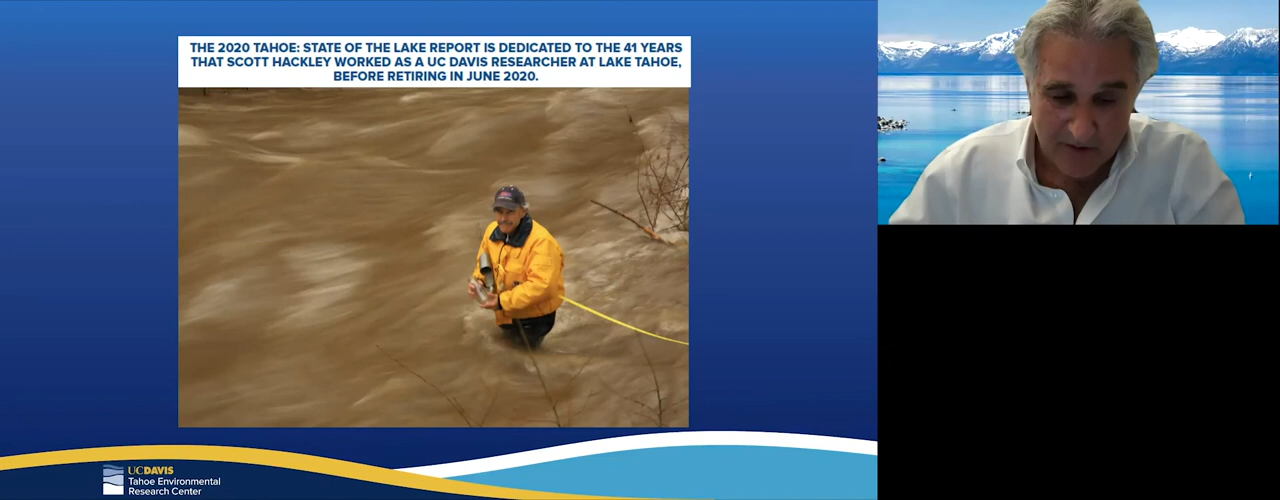 THE 2020 TAHOE: STATE OF THE LAKE REPORT IS DEDICATED TO THE 41 YEARS
THAT SCOTT HACKLEY WORKED AS A UC DAVIS RESEARCHER AT LAKE TAHOE,
BEFORE RETIRING IN JUNE 2020.
UCDAVIS
Tahoe Environmental
Research Center